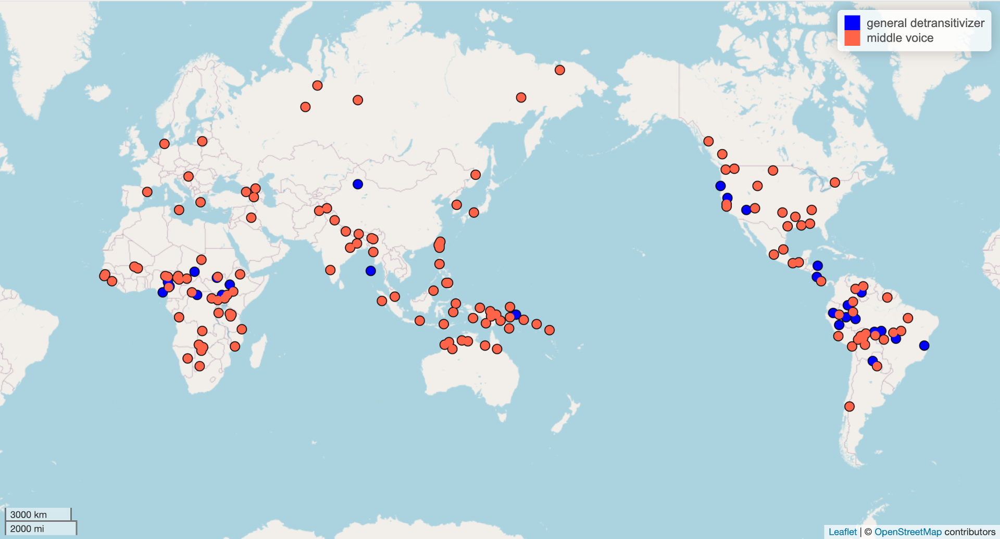 general detransitivizer
middle voice
3000 km
2000 mi
Leaflet | © OpenStreetMap contributors